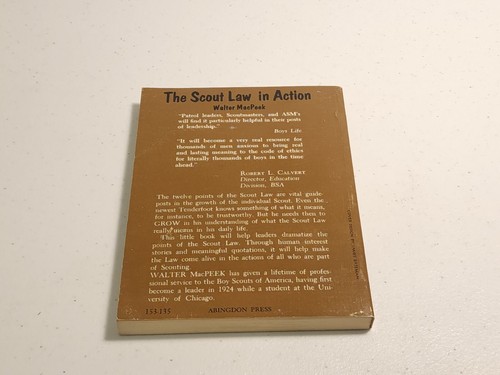 The Scout Law in Action
Walter MacPeek
"Patrol leaders, Scoutmasters, and ASM's
will find it particularly helpful in their posts
of leadership."
Boys Life
"It will become a very real resource for
thousands of men anxious to bring real
and lasting meaning to the code of ethics
for literally thousands of boys in the time
ahead."
Robert L. Calvert
Director, Education
Division, BSA
The twelve points of the Scout Law are vital guide-
posts in the growth of the individual Scout. Even the
newest Tenderfoot knows something of what it means,
for instance, to be trustworthy. But he needs then to
GROW in his understanding of what the Scout Law
really means in his daily life.
This little book will help leaders dramatize the
points of the Scout Law. Through human interest
stories and meaningful quotations, it will help make
the Law come alive in the actions of all who are part
of Scouting.
WALTER MacPEEK has given a lifetime of profes-
sional service to the Boy Scouts of America, having first
become a leader in 1924 while a student at the Uni-
versity of Chicago.
153-155 ABINGDON PRESS